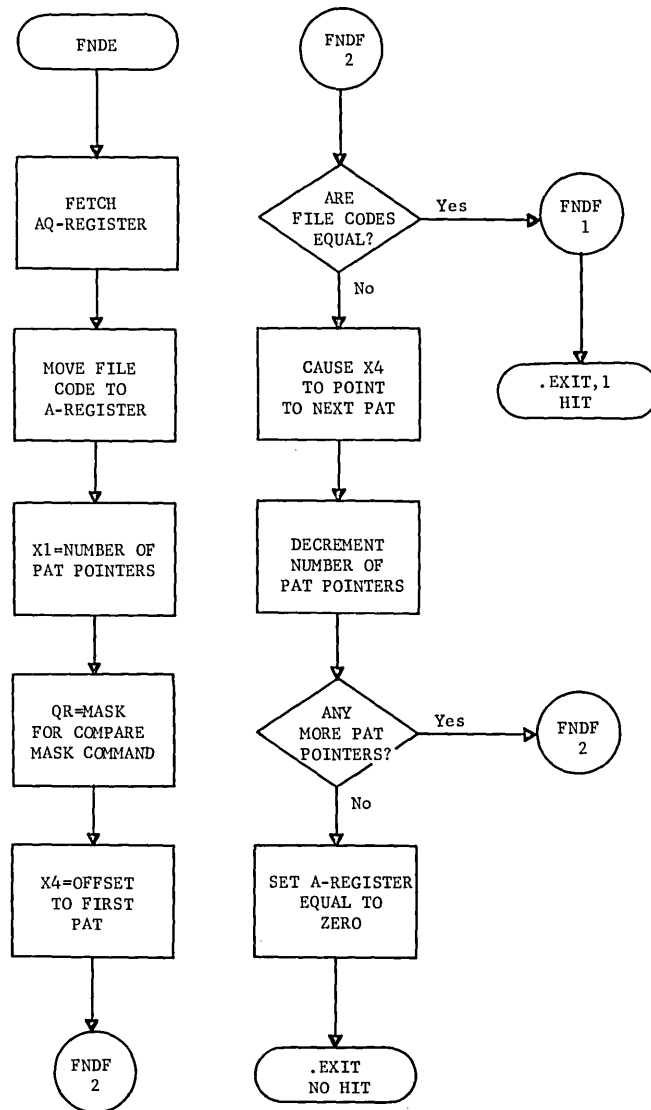 FNDE
FETCH
AQ-REGISTER
MOVE FILE
CODE TO
A-REGISTER
X1=NUMBER OF
PAT POINTERS
QR=MASK
FOR COMPARE
MASK COMMAND
X4=OFFSET
TO FIRST
PAT
FNDF
2
FNDF
2
ARE
FILE CODES
EQUAL?
Yes
FNDF
1
.EXIT,1
HIT
No
CAUSE X4
TO POINT
TO NEXT PAT
DECREMENT
NUMBER OF
PAT POINTERS
ANY
MORE PAT
POINTERS?
Yes
FNDF
2
No
SET A-REGISTER
EQUAL TO
ZERO
.EXIT
NO HIT